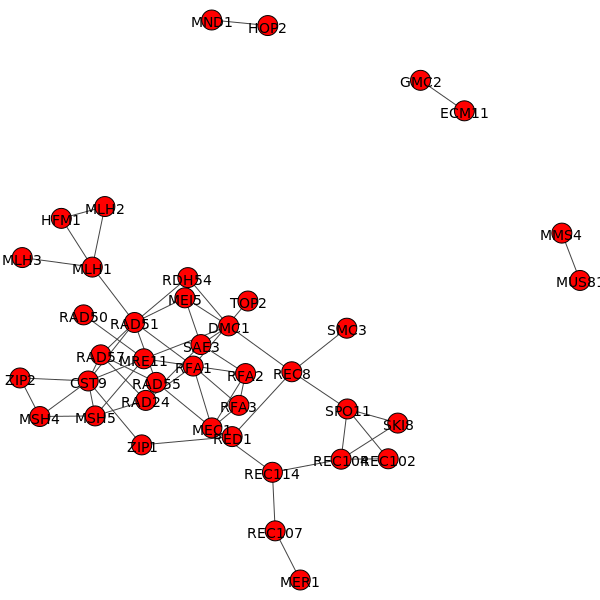 MND1
HOP2
GMC2
ECM11
MLH2
HFM1
MMS4
MLH3
MLH1
RDH54
MUS81
MEI5
TOP2
RAD50
RAD51
DMC1
SMC3
SAE3
RAD57
MRE11
RFA1
REC8
RFA2
ZIP2
CST9
RAD55
RAD24
RFA3
SPO11
MSH4
MSH5
SKI8
MEC1
RED1
ZIP1
REC104
REC102
REC114
REC107
MER1